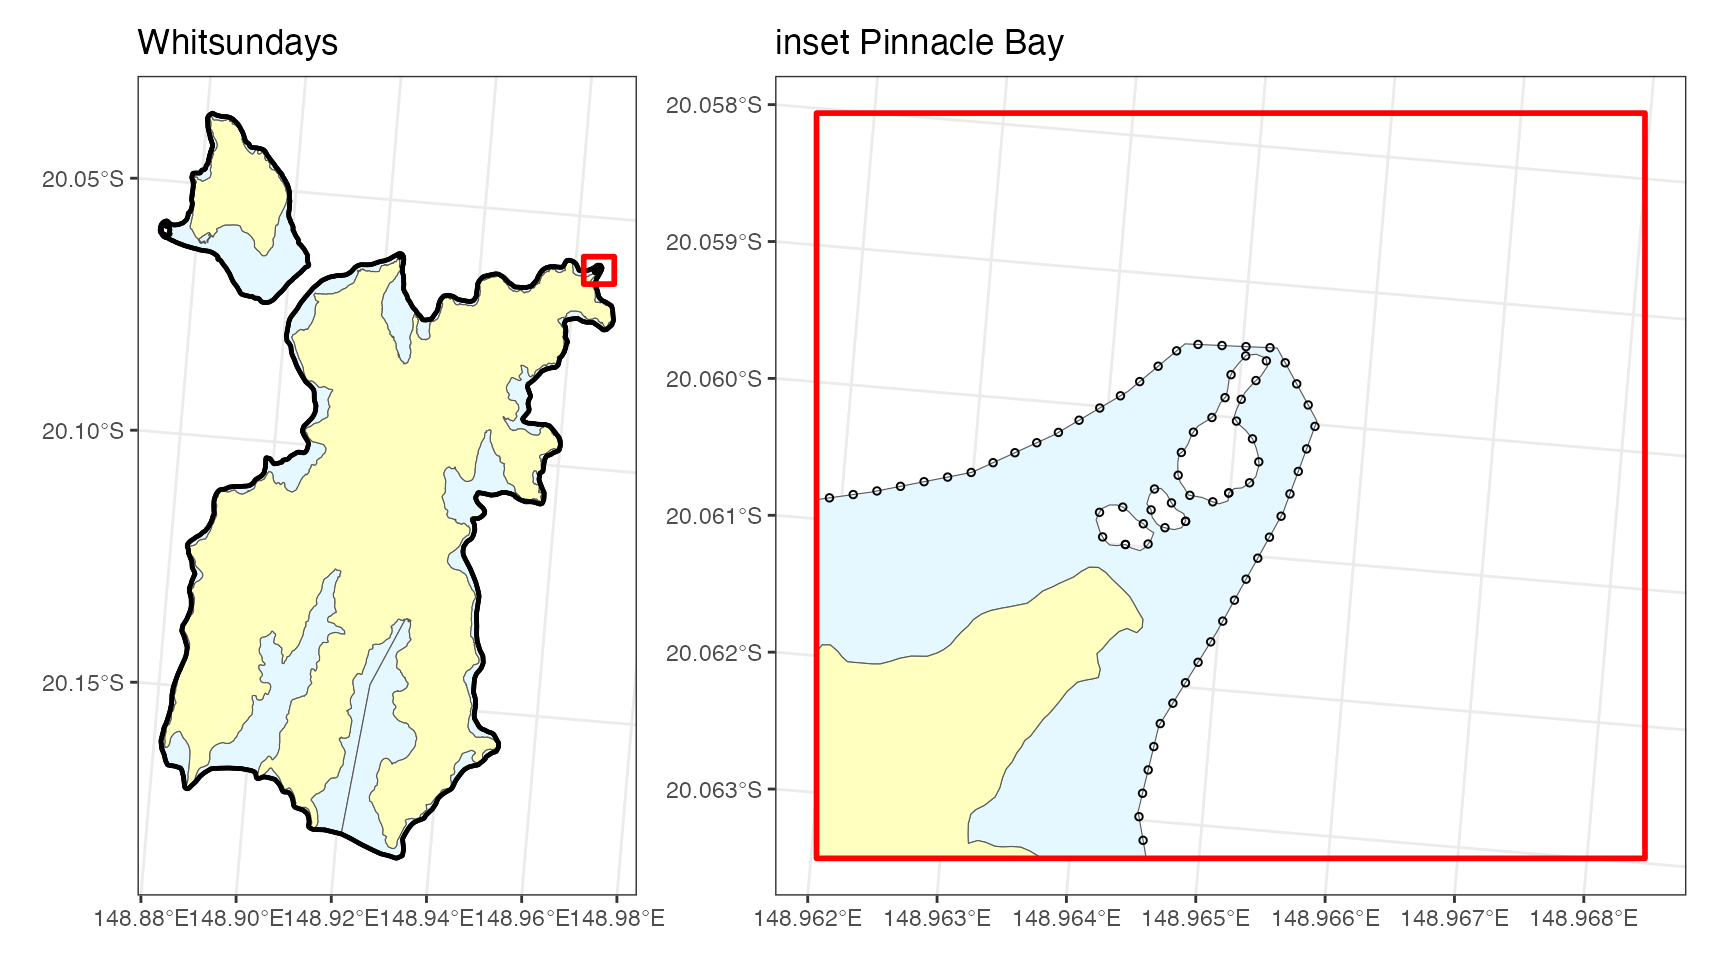 Whitsundays
20.05°S
20.10°S
20.15°S
148.88°E 148.90°E 148.92°E 148.94°E 148.96°E 148.98°E
inset Pinnacle Bay
20.058°S
20.059°S
20.060°S
20.061°S
20.062°S
20.063°S
148.962°E 148.963°E 148.964°E 148.965°E 148.966°E 148.967°E 148.968°E